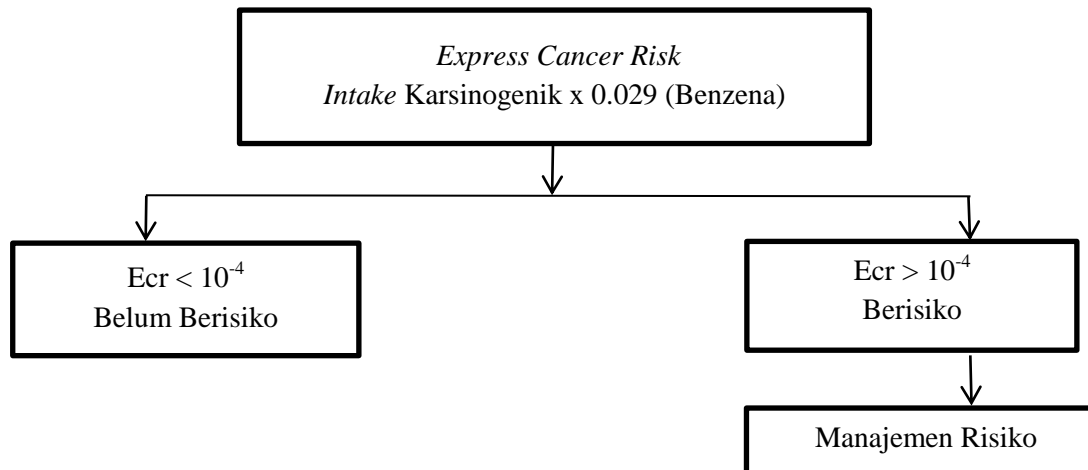 Express Cancer Risk
Intake Karsinogenik x 0.029 (Benzena)
Ecr < 10⁻⁴
Belum Berisiko
Ecr > 10⁻⁴
Berisiko
Manajemen Risiko